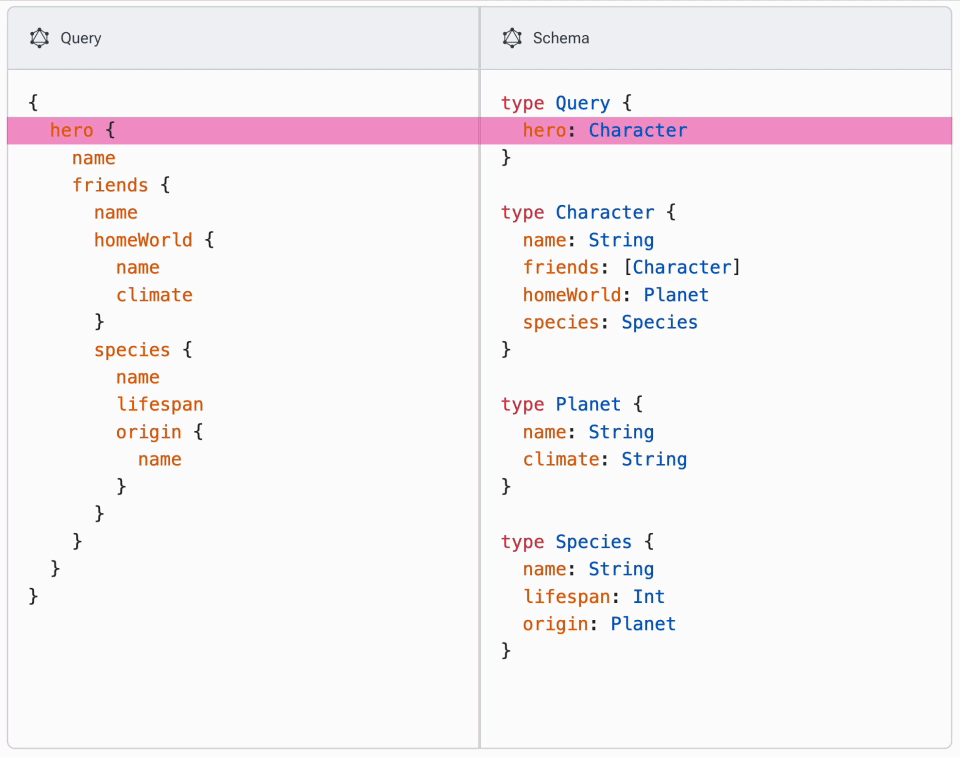 Query
{
  hero {
    name
    friends {
      name
      homeWorld {
        name
        climate
      }
      species {
        name
        lifespan
        origin {
          name
        }
      }
    }
  }
}
Schema
type Query {
  hero: Character
}

type Character {
  name: String
  friends: [Character]
  homeWorld: Planet
  species: Species
}

type Planet {
  name: String
  climate: String
}

type Species {
  name: String
  lifespan: Int
  origin: Planet
}